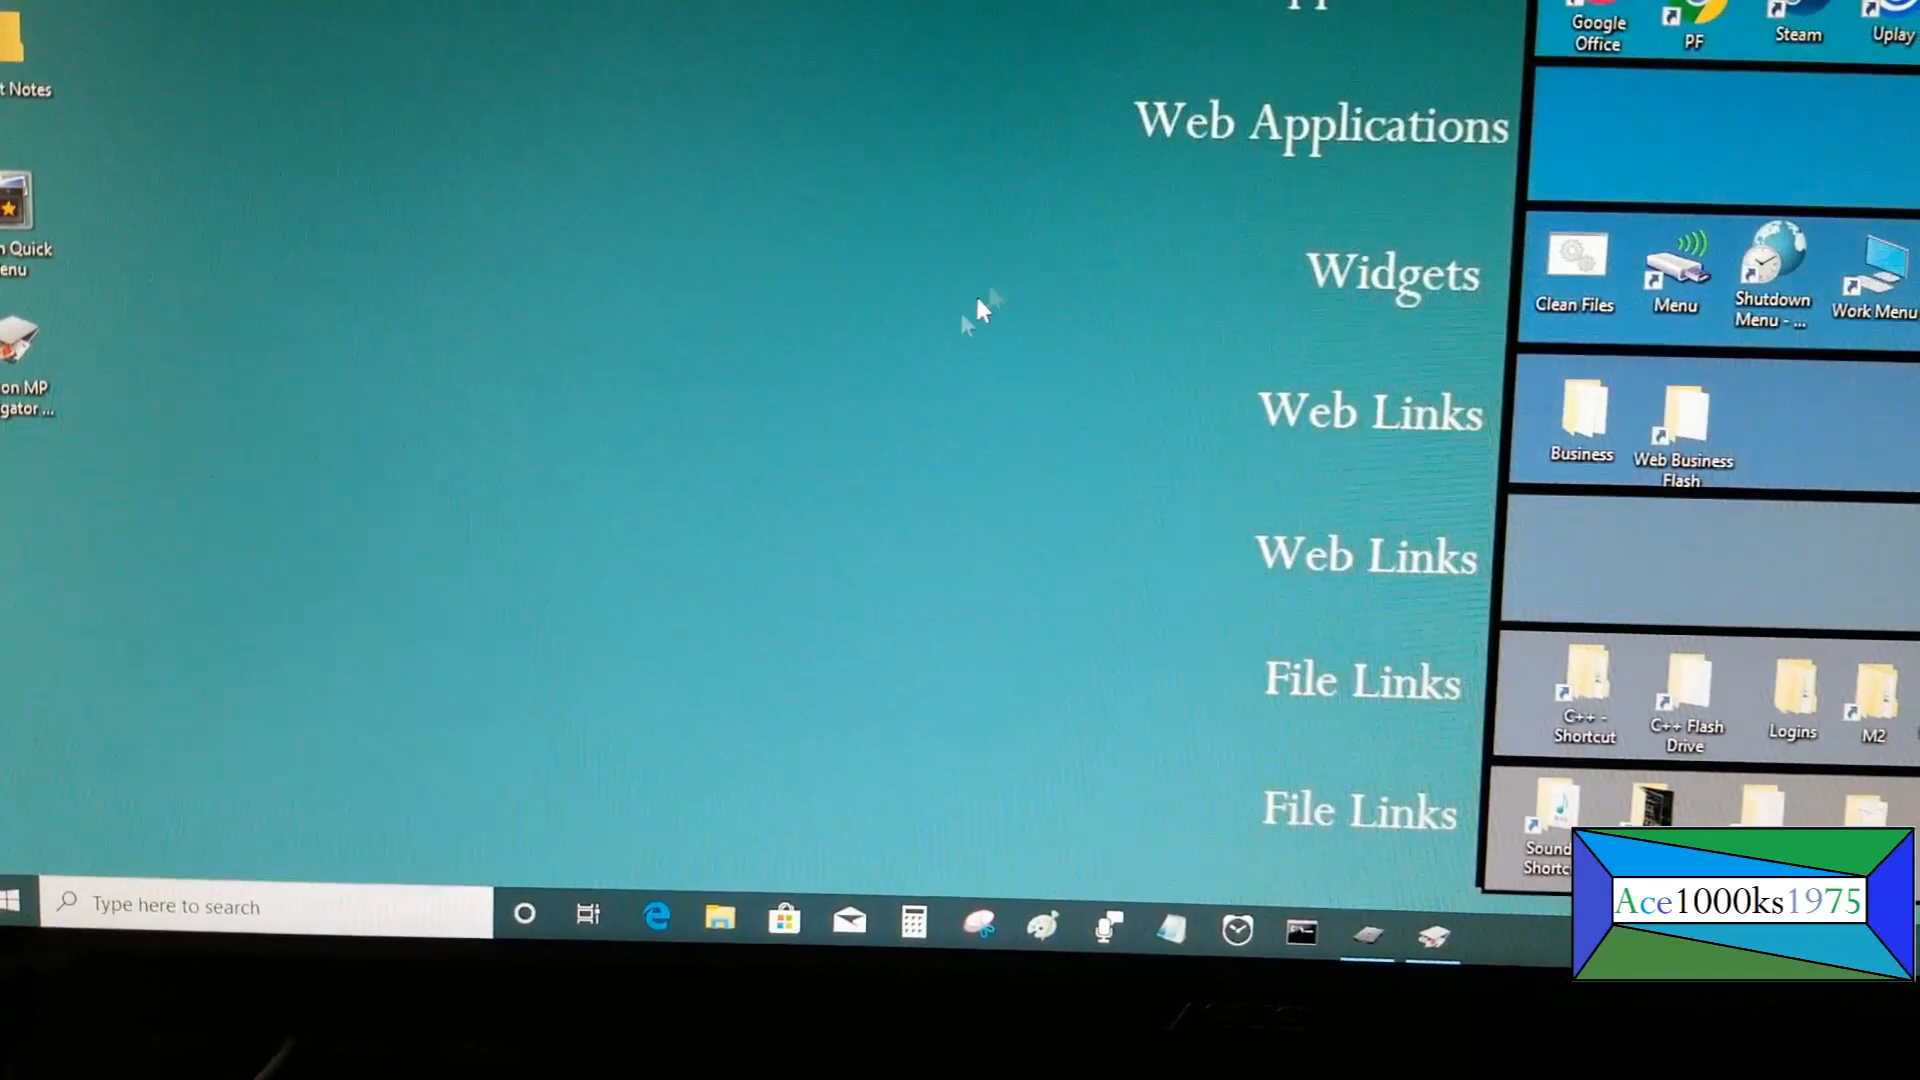 t Notes
n Quick
enu
on MP
gator ...
Web Applications
Widgets
Web Links
Web Links
File Links
File Links
Google
Office
PF
Steam
Uplay
Clean Files
Menu
Shutdown
Menu - ...
Work Menu
Business
Web Business
Flash
C++ -
Shortcut
C++ Flash
Drive
Logins
M2
Sound
Shortc
Type here to search
Ace1000ks1975